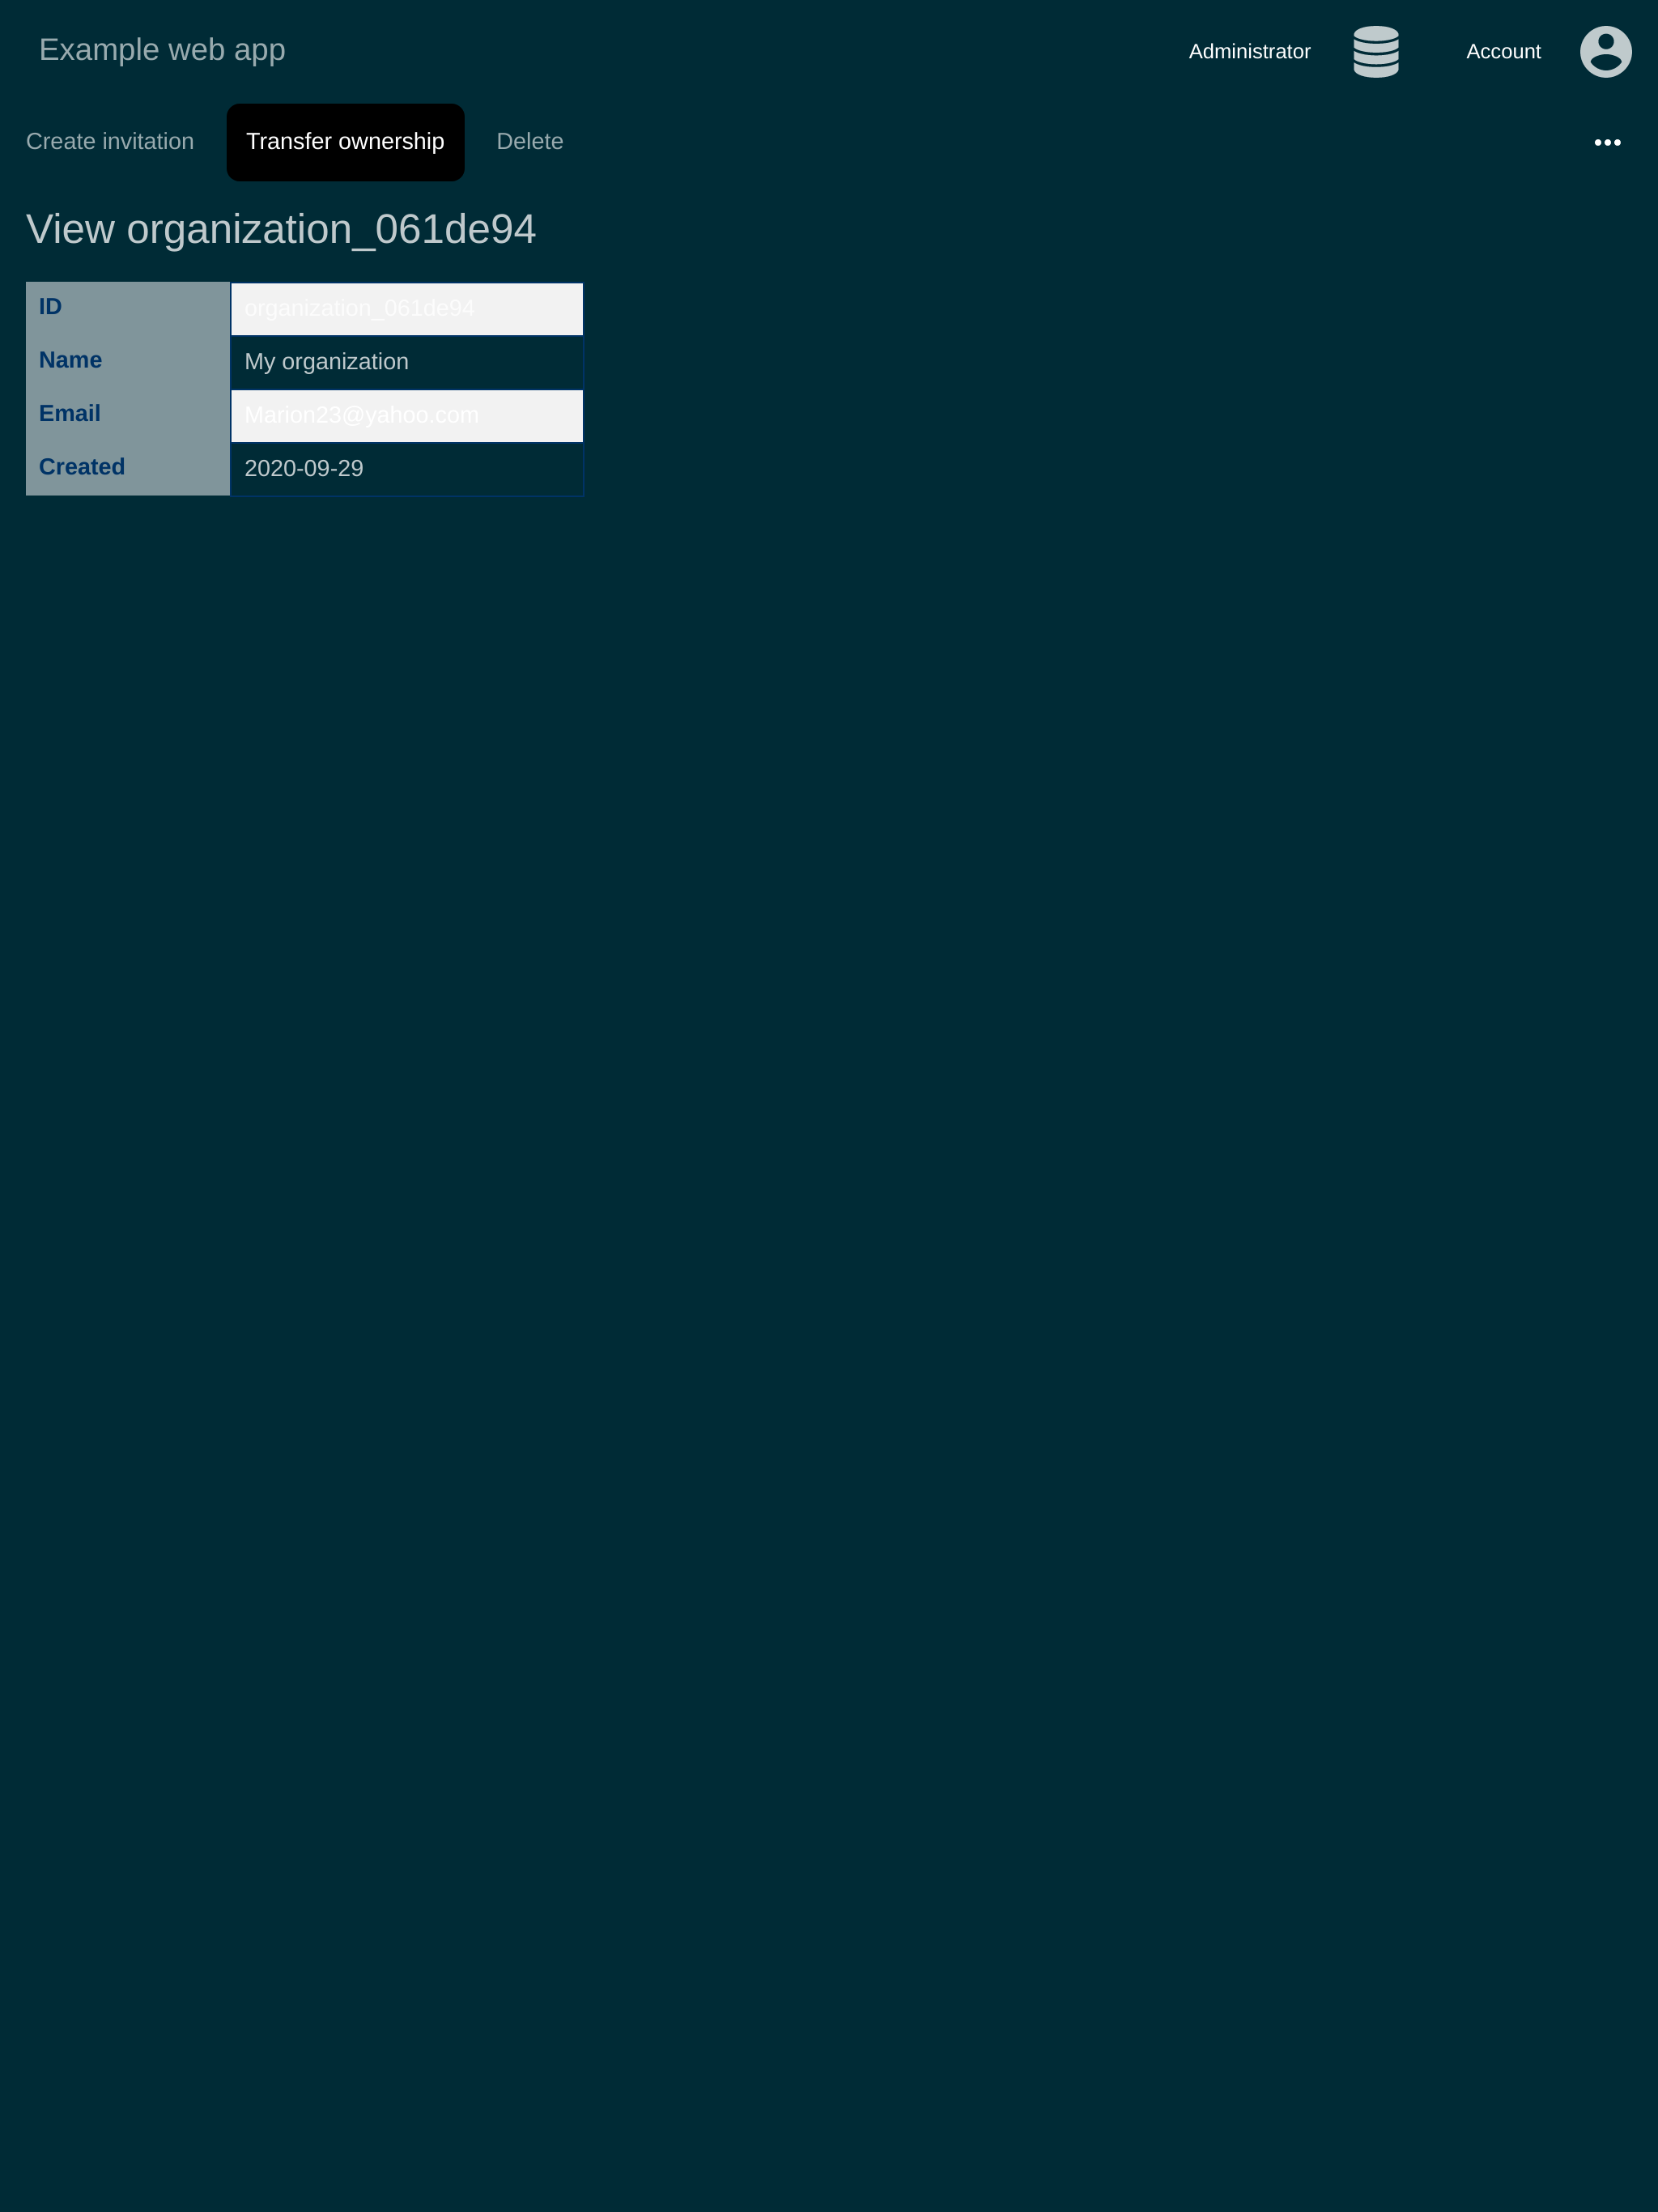 Example web app
Administrator
Account
Create invitation
Transfer ownership
Delete
View organization_061de94
ID organization_061de94
Name My organization
Email Marion23@yahoo.com
Created 2020-09-29